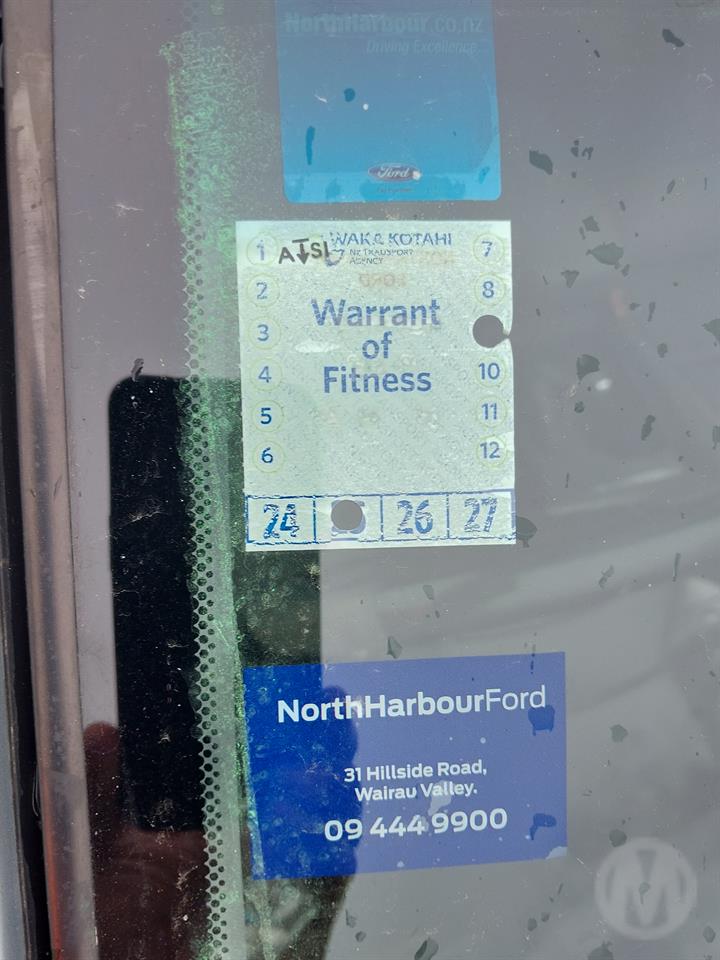 NorthHarbour.co.nz
Driving Excellence
Ford
1 WAKA KOTAHI 7
NZ TRANSPORT
AGENCY
2 8
Warrant
3 of
4 Fitness 10
5 11
6 12
24 26 27
NorthHarbourFord
31 Hillside Road,
Wairau Valley.
09 444 9900
M